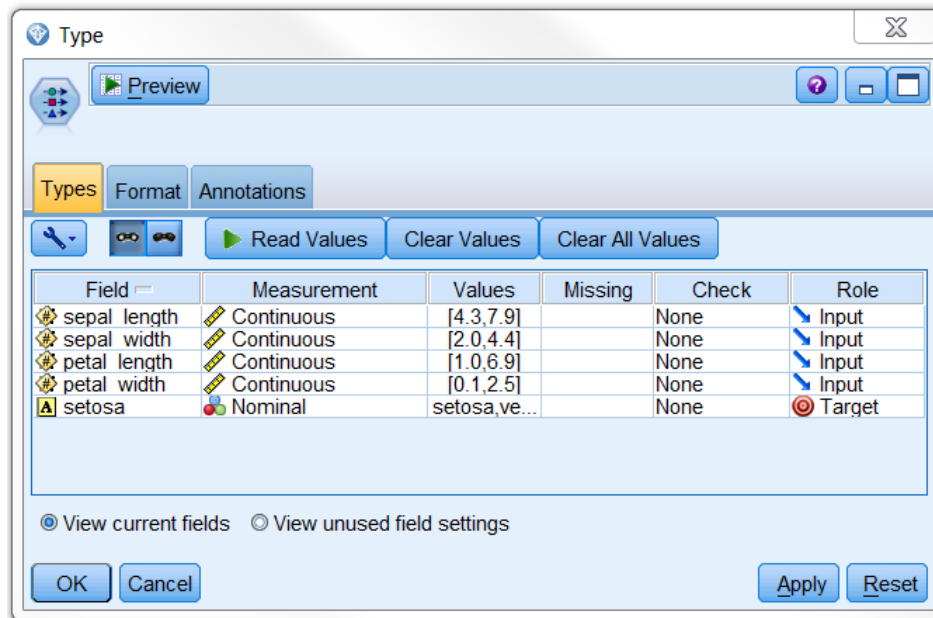 Type
Preview
Types Format Annotations
Read Values Clear Values Clear All Values
Field Measurement Values Missing Check Role
sepal_length Continuous [4.3,7.9] None Input
sepal_width Continuous [2.0,4.4] None Input
petal_length Continuous [1.0,6.9] None Input
petal_width Continuous [0.1,2.5] None Input
A setosa Nominal setosa,ve... None Target
View current fields View unused field settings
OK Cancel Apply Reset